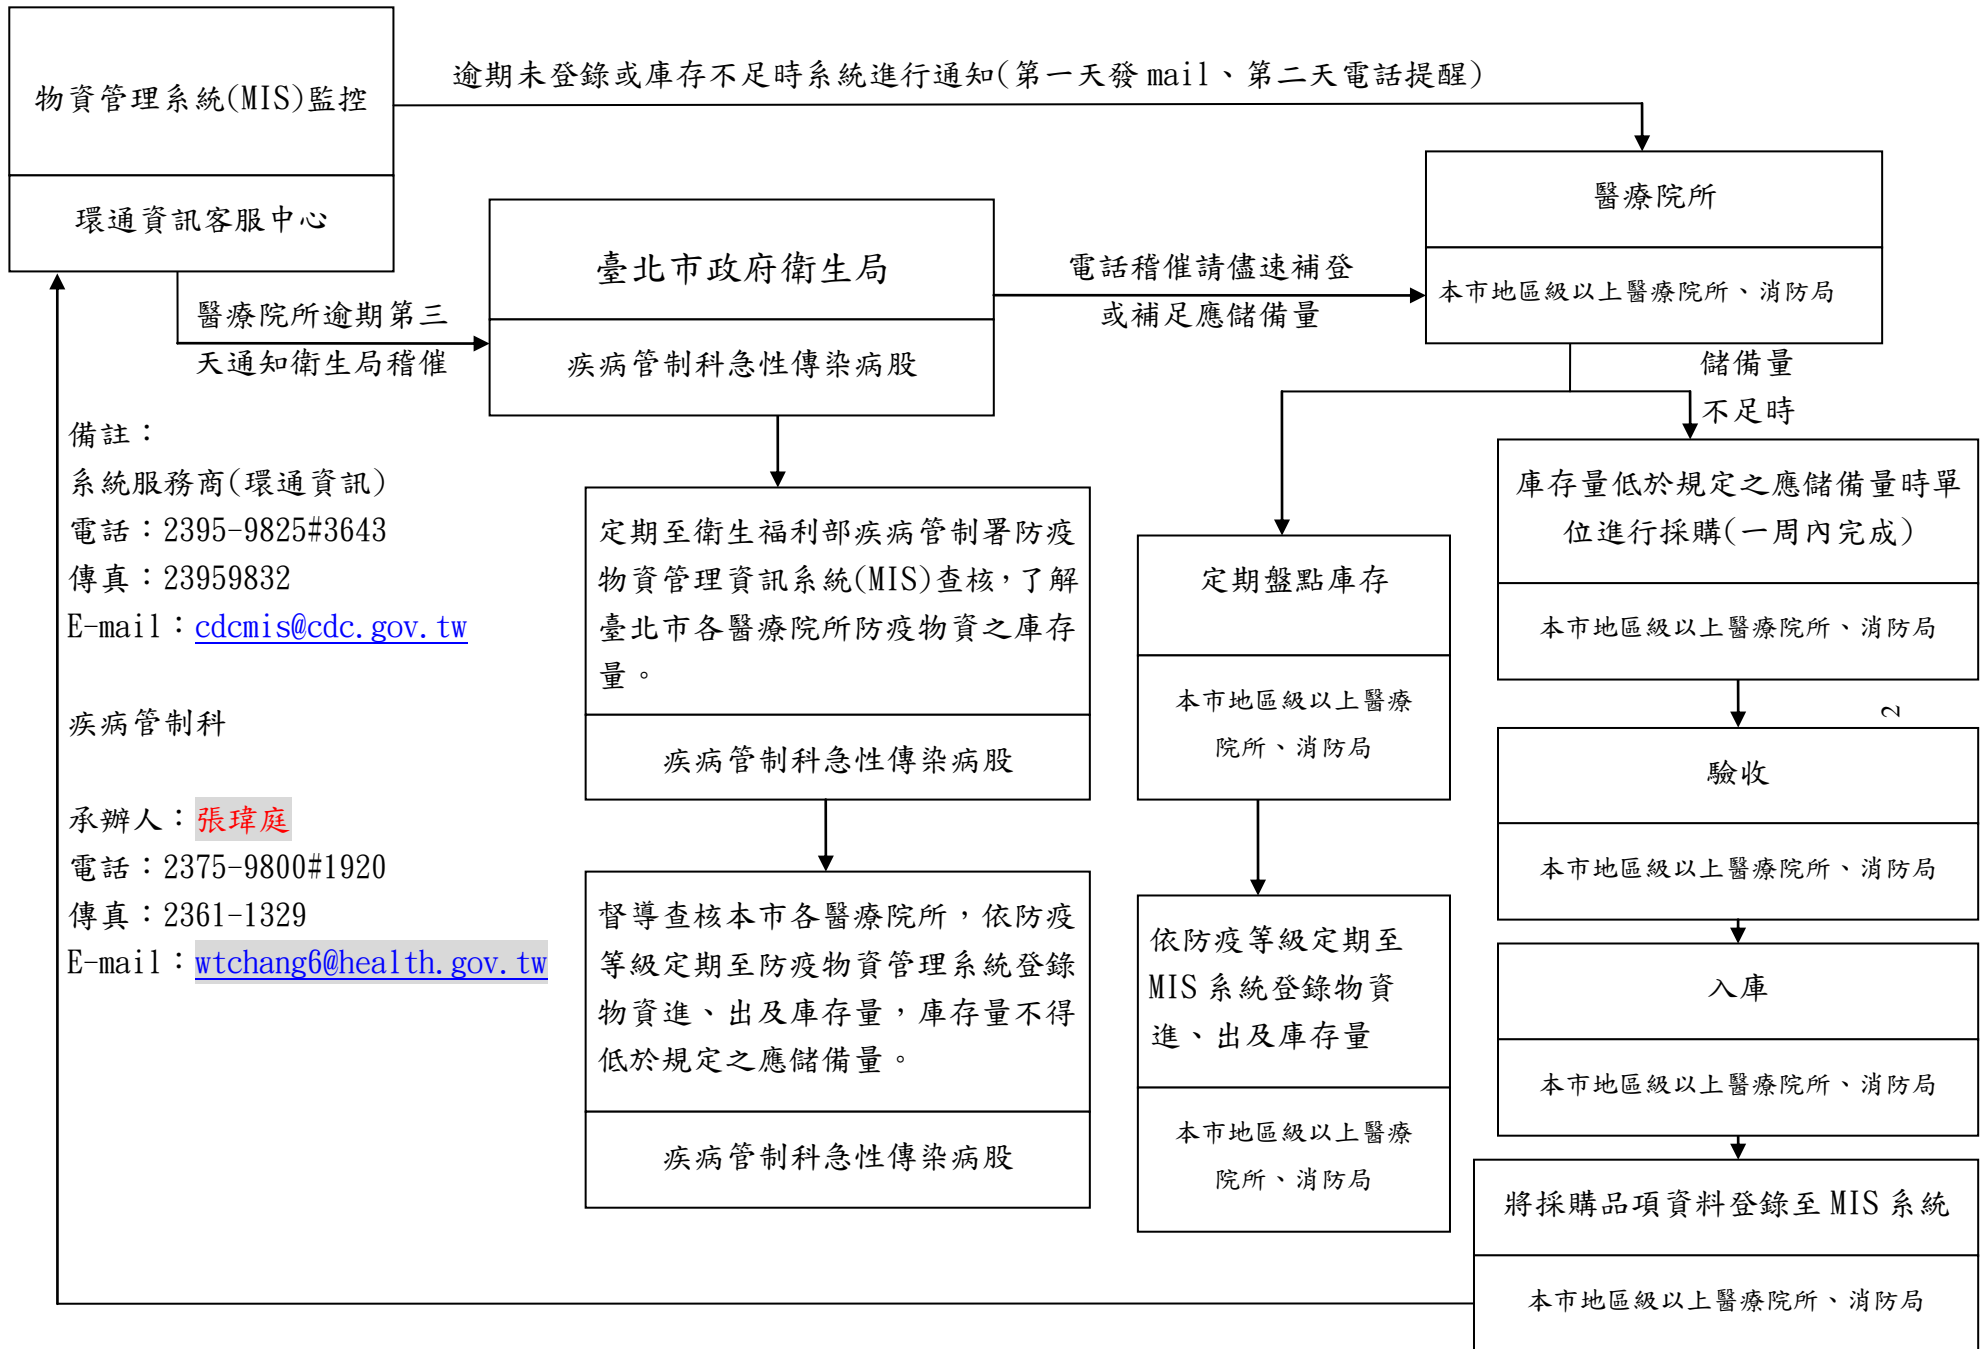 物資管理系統(MIS)監控
環通資訊客服中心
逾期未登錄或庫存不足時系統進行通知(第一天發 mail、第二天電話提醒)
醫療院所
本市地區級以上醫療院所、消防局
臺北市政府衛生局
疾病管制科急性傳染病股
電話稽催請儘速補登
或補足應儲備量
醫療院所逾期第三
天通知衛生局稽催
儲備量
不足時
備註：
系統服務商(環通資訊)
電話：2395-9825#3643
傳真：23959832
E-mail：cdcmis@cdc.gov.tw
疾病管制科
承辦人：張瑋庭
電話：2375-9800#1920
傳真：2361-1329
E-mail：wtchang6@health.gov.tw
定期至衛生福利部疾病管制署防疫
物資管理資訊系統(MIS)查核，了解
臺北市各醫療院所防疫物資之庫存
量。
疾病管制科急性傳染病股
督導查核本市各醫療院所，依防疫
等級定期至防疫物資管理系統登錄
物資進、出及庫存量，庫存量不得
低於規定之應儲備量。
疾病管制科急性傳染病股
定期盤點庫存
本市地區級以上醫療
院所、消防局
依防疫等級定期至
MIS 系統登錄物資
進、出及庫存量
本市地區級以上醫療
院所、消防局
庫存量低於規定之應儲備量時單
位進行採購(一周內完成)
本市地區級以上醫療院所、消防局
2
驗收
本市地區級以上醫療院所、消防局
入庫
本市地區級以上醫療院所、消防局
將採購品項資料登錄至 MIS 系統
本市地區級以上醫療院所、消防局